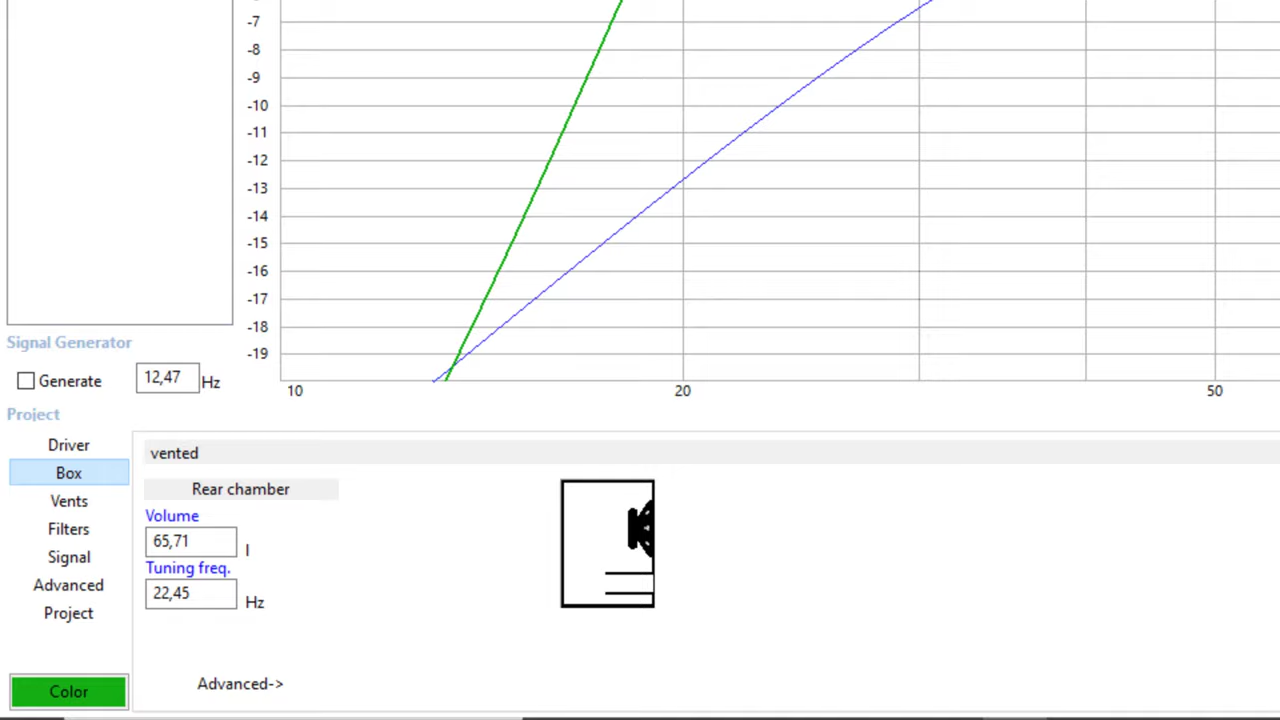 -7
-8
-9
-10
-11
-12
-13
-14
-15
-16
-17
-18
-19
10 20 50
Signal Generator
Generate 12,47 Hz
Project
Driver
Box
Vents
Filters
Signal
Advanced
Project
Color
vented
Rear chamber
Volume
65,71 l
Tuning freq.
22,45 Hz
Advanced->